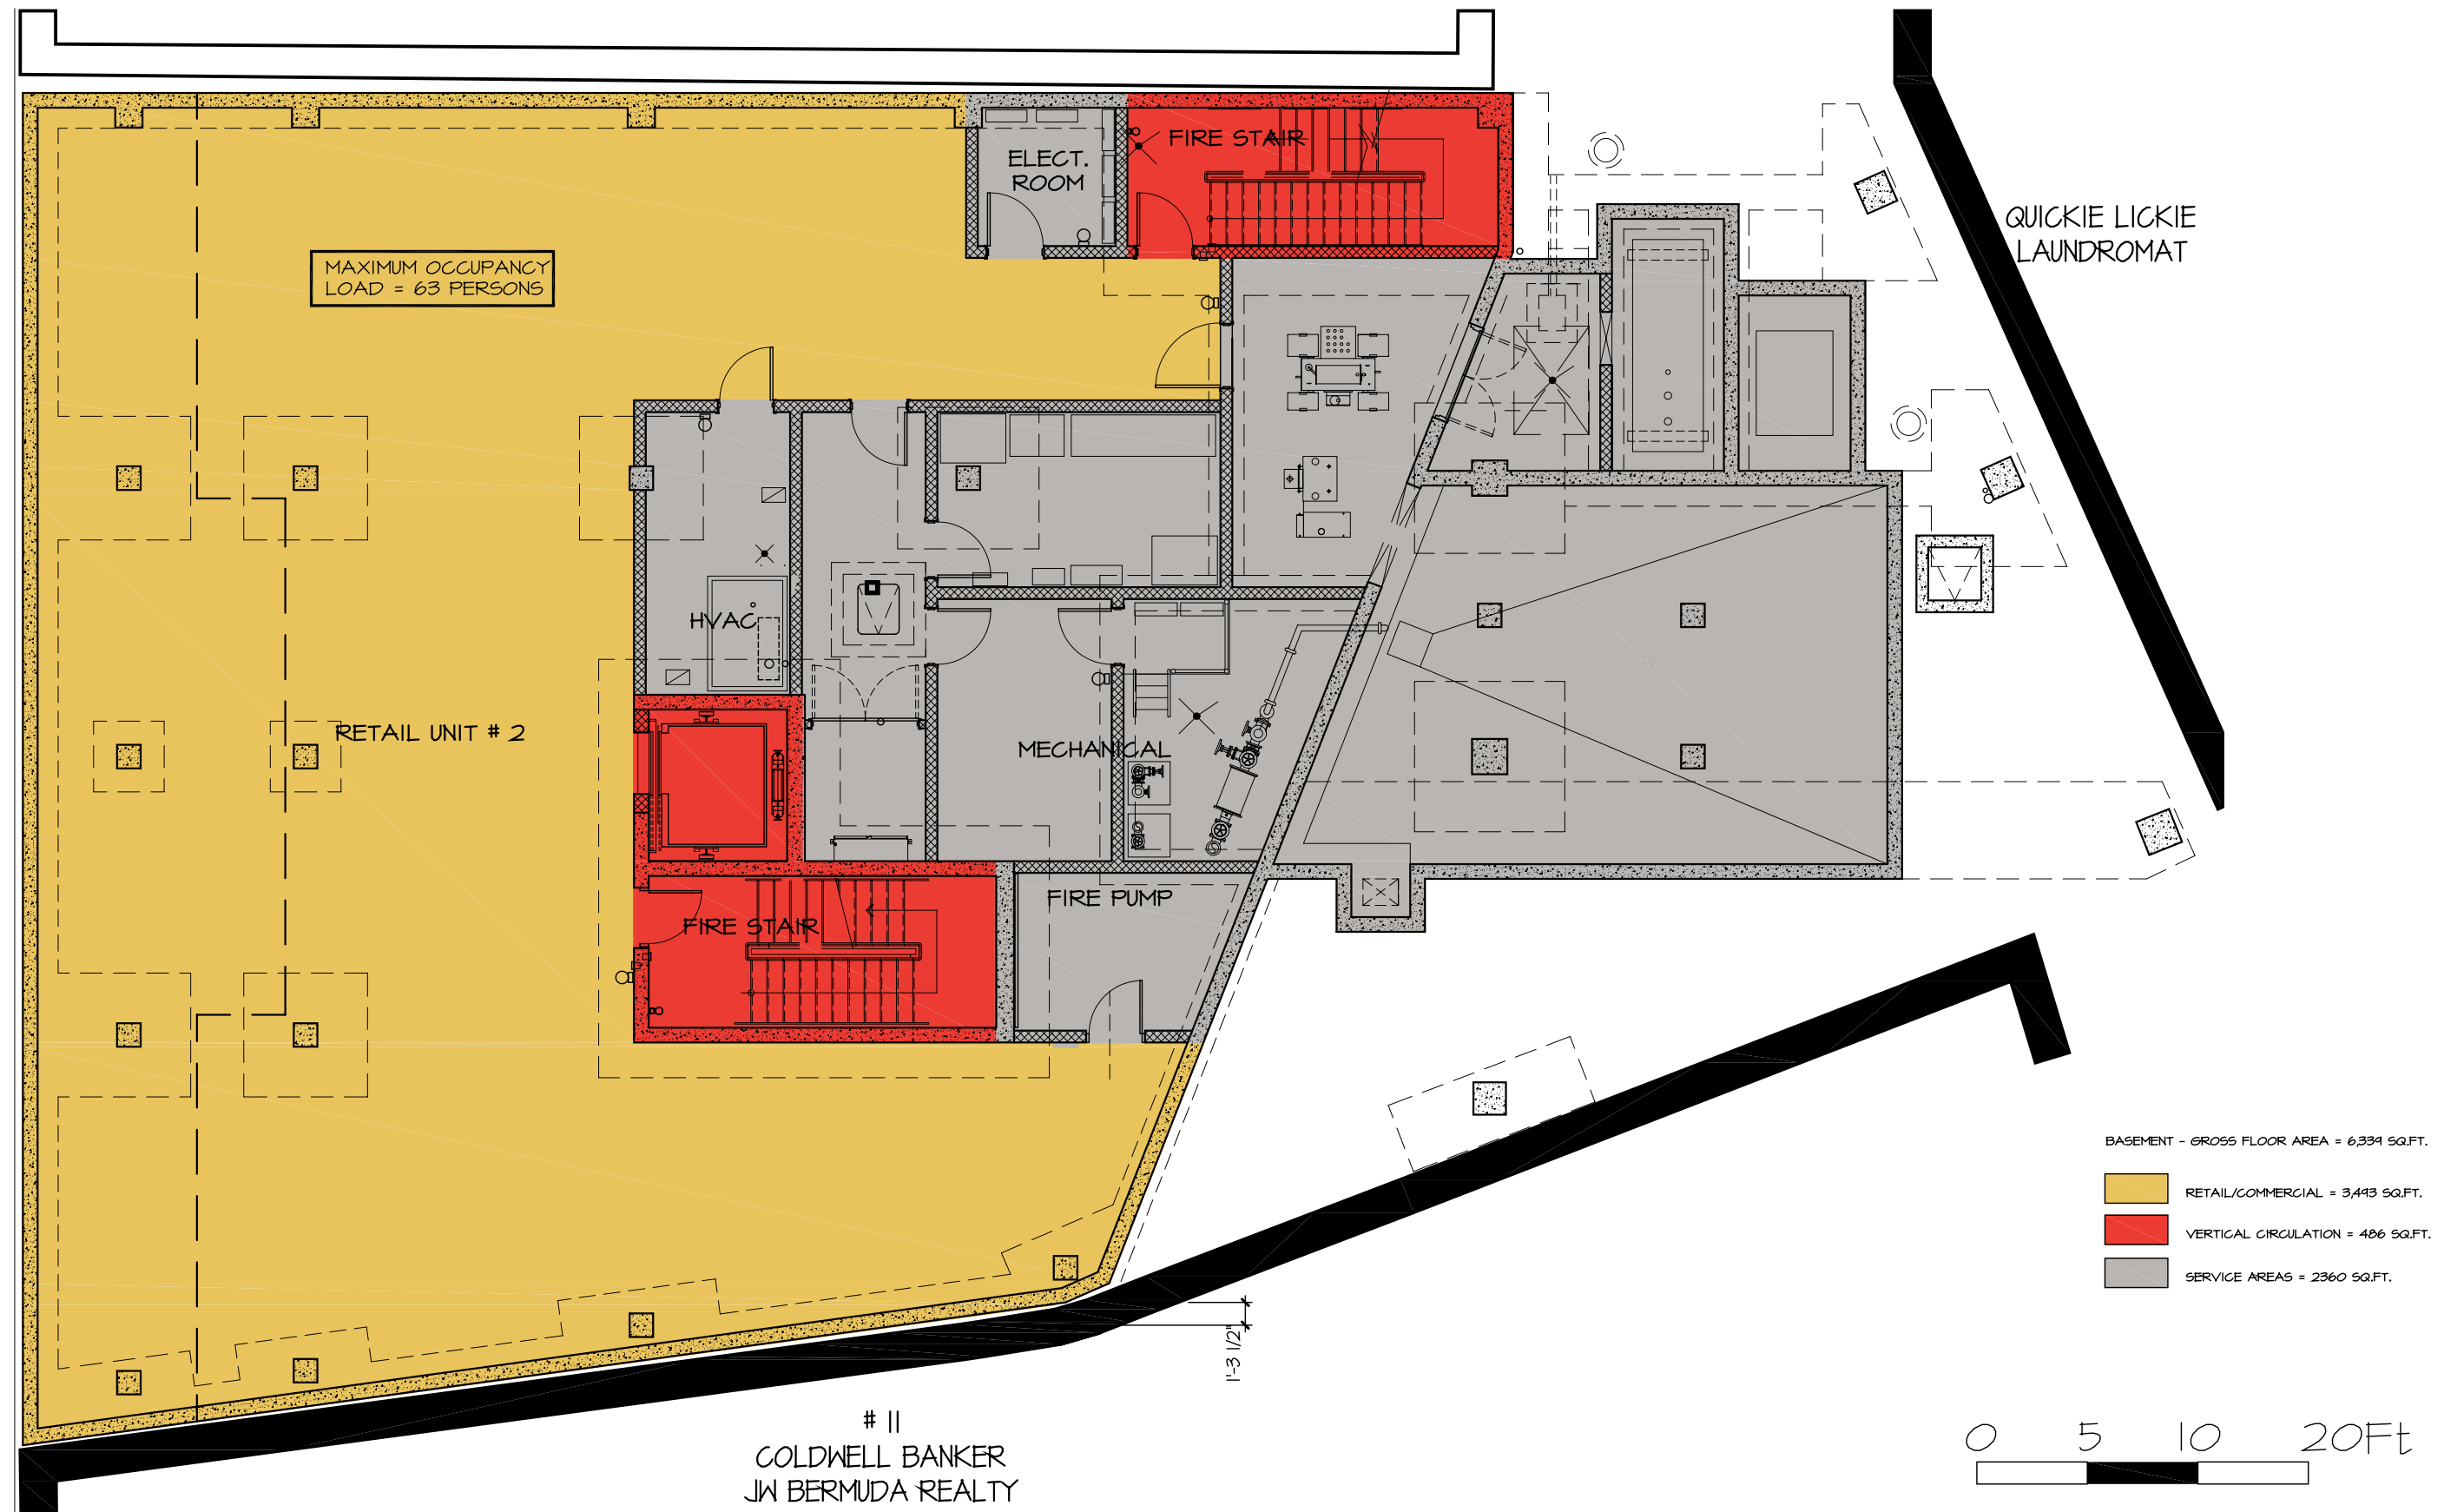 FIRE STAIR
ELECT.
ROOM
QUICKIE LICKIE
LAUNDROMAT
MAXIMUM OCCUPANCY
LOAD = 63 PERSONS
HVAC
RETAIL UNIT # 2
MECHANICAL
FIRE PUMP
FIRE STAIR
BASEMENT - GROSS FLOOR AREA = 6,339 SQ.FT.
RETAIL/COMMERCIAL = 3,493 SQ.FT.
VERTICAL CIRCULATION = 486 SQ.FT.
SERVICE AREAS = 2360 SQ.FT.
1'-3 1/2"
# 11
COLDWELL BANKER
JW BERMUDA REALTY
0 5 10 20Ft